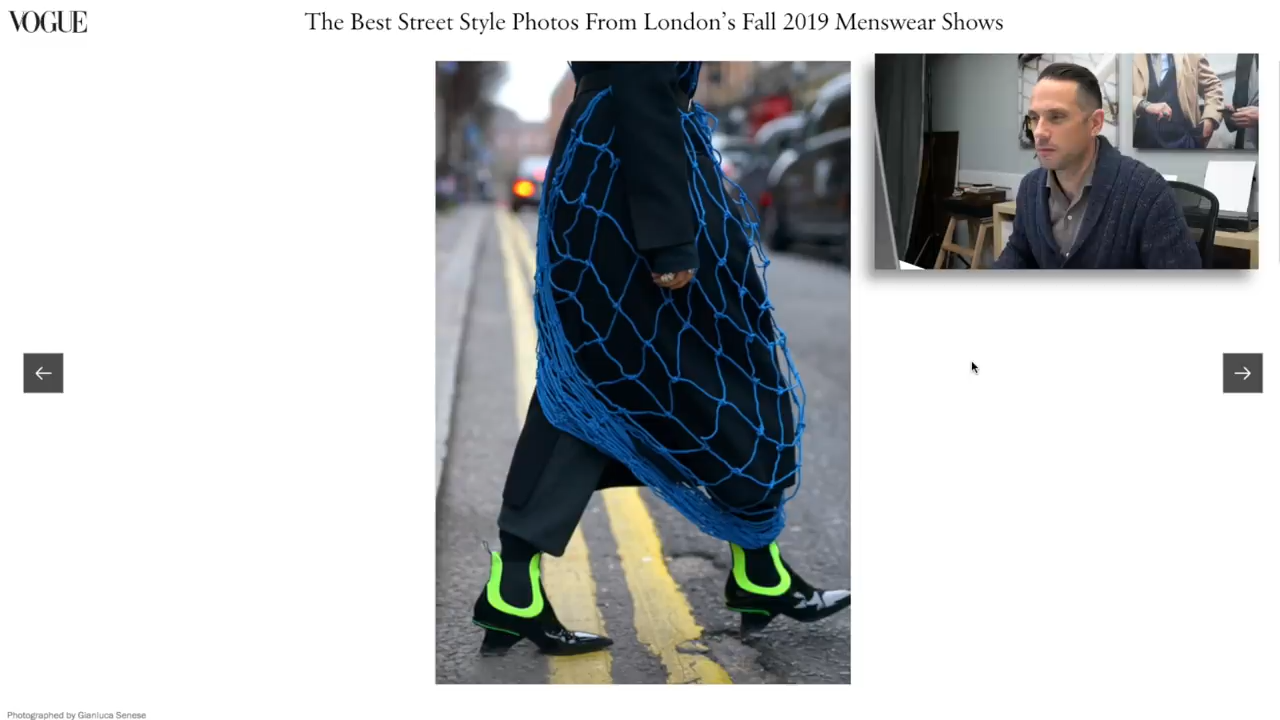 VOGUE
The Best Street Style Photos From London's Fall 2019 Menswear Shows
Photographed by Gianluca Senese